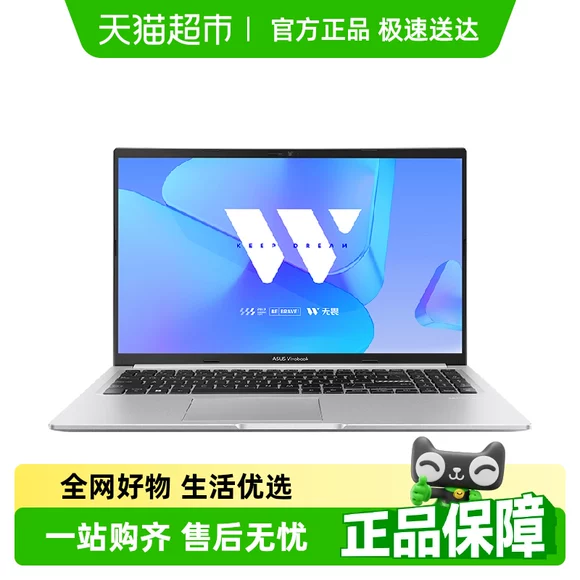 天猫超市 官方正品 极速送达
W
KEEP DREAM
无畏
ASUS Vivobook
全网好物 生活优选
一站购齐 售后无忧
正品保障